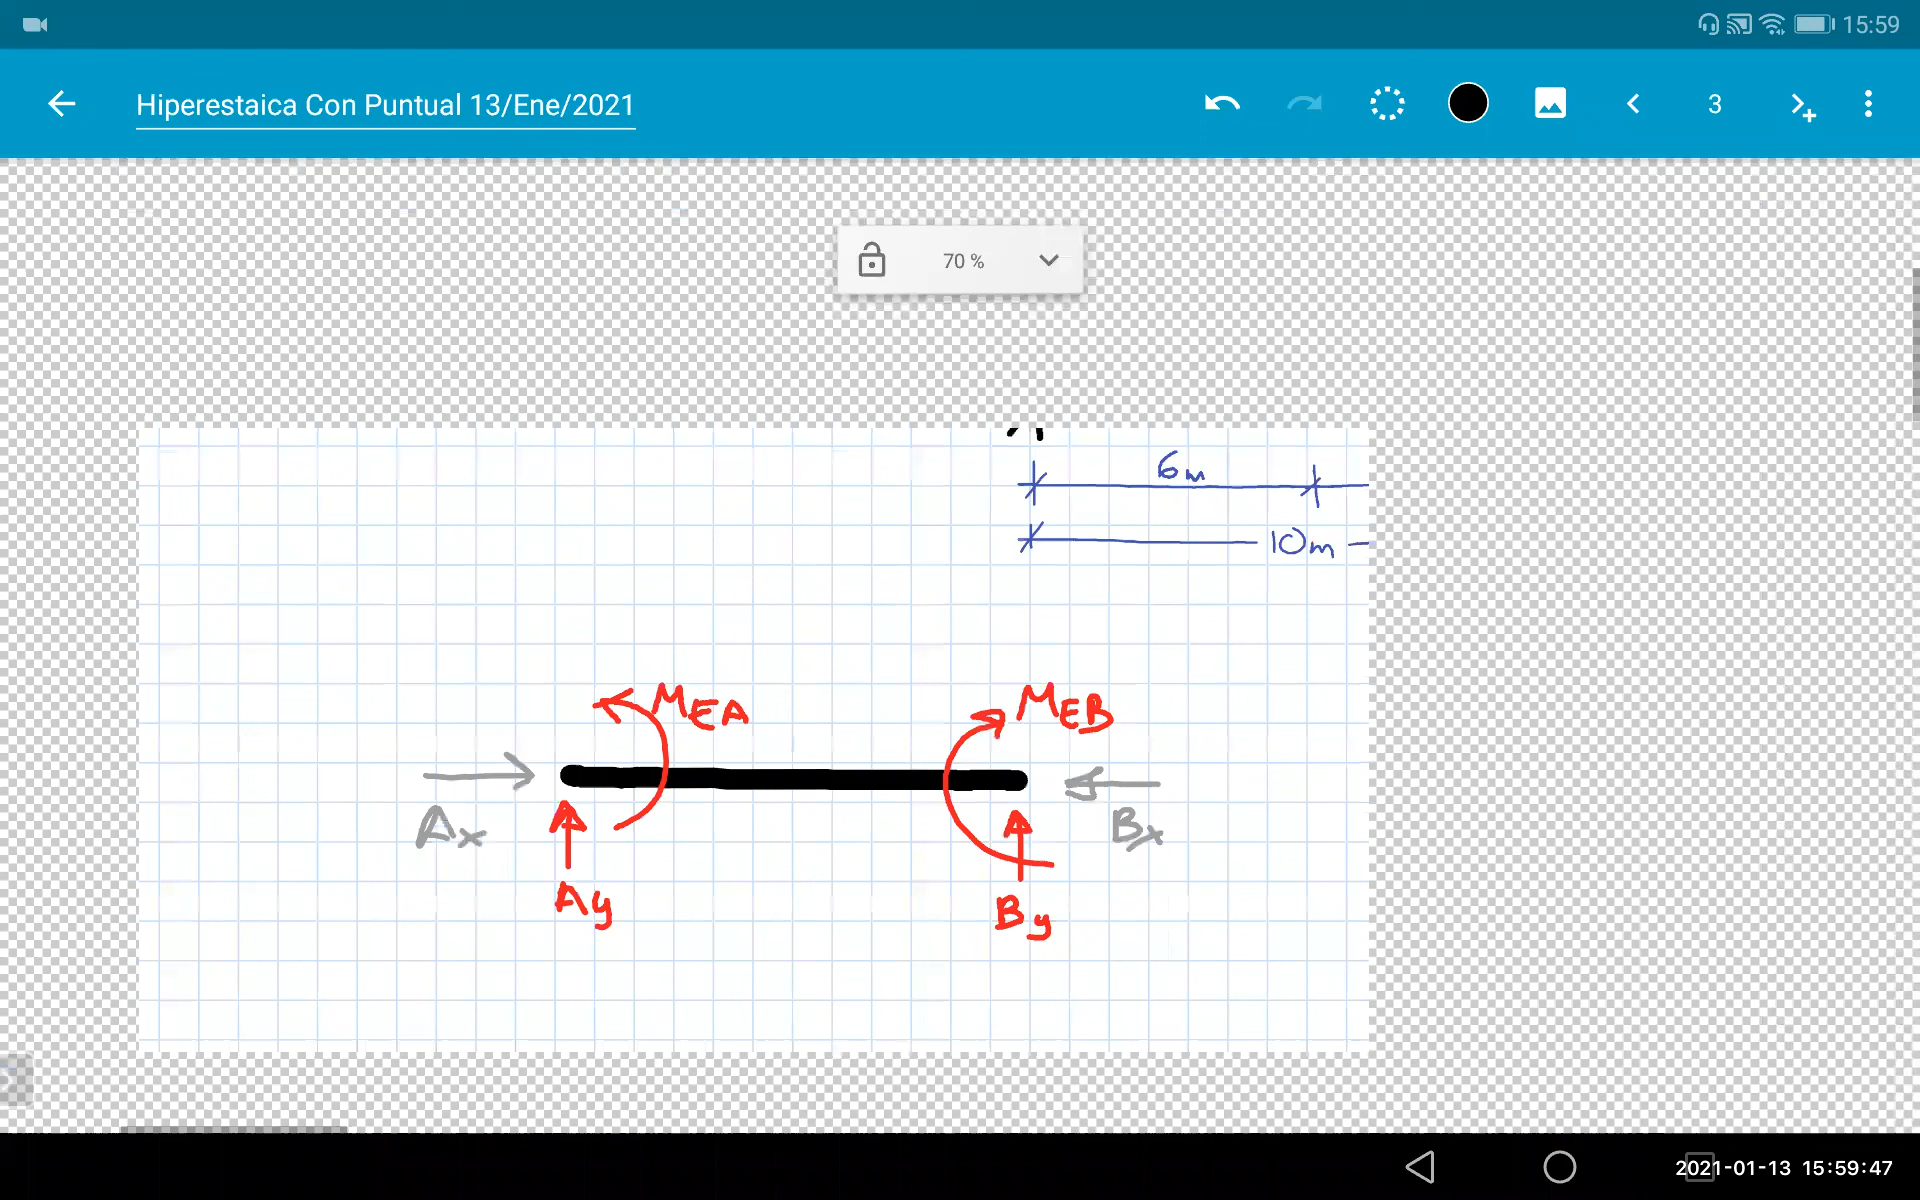 15:59
Hiperestaica Con Puntual 13/Ene/2021
3
70 %
6m
10m
MEA
MEB
Ax
Bx
Ay
By
2021-01-13 15:59:47